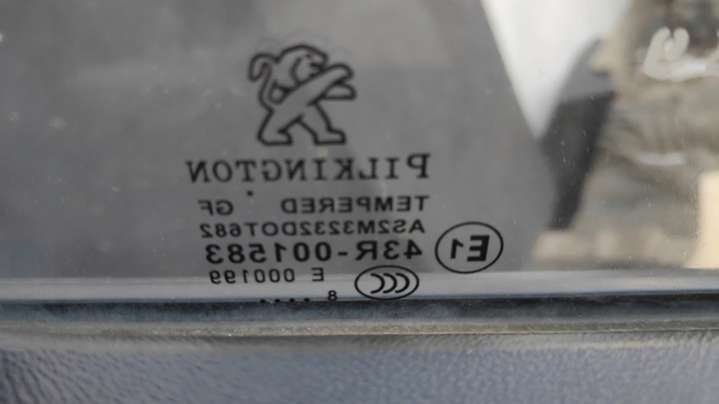 PILKINGTON
TEMPERED GF
AS2M3232DOT682
E1 43R-001583
CCC E 000199
8 ....